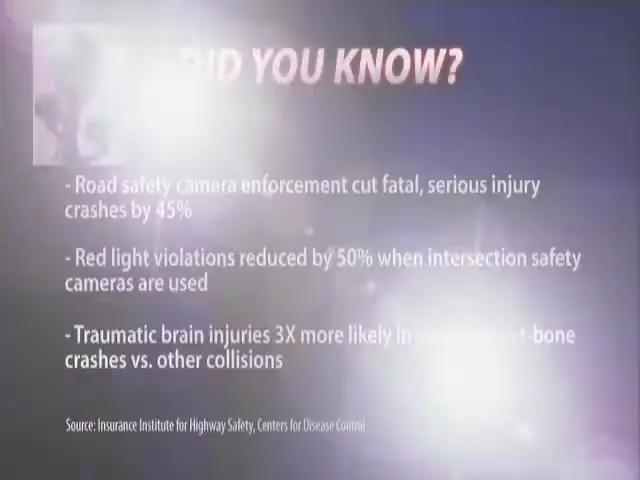 DID YOU KNOW?
- Road safety camera enforcement cut fatal, serious injury
crashes by 45%
- Red light violations reduced by 50% when intersection safety
cameras are used
- Traumatic brain injuries 3X more likely in t-bone
crashes vs. other collisions
Source: Insurance Institute for Highway Safety, Centers for Disease Control